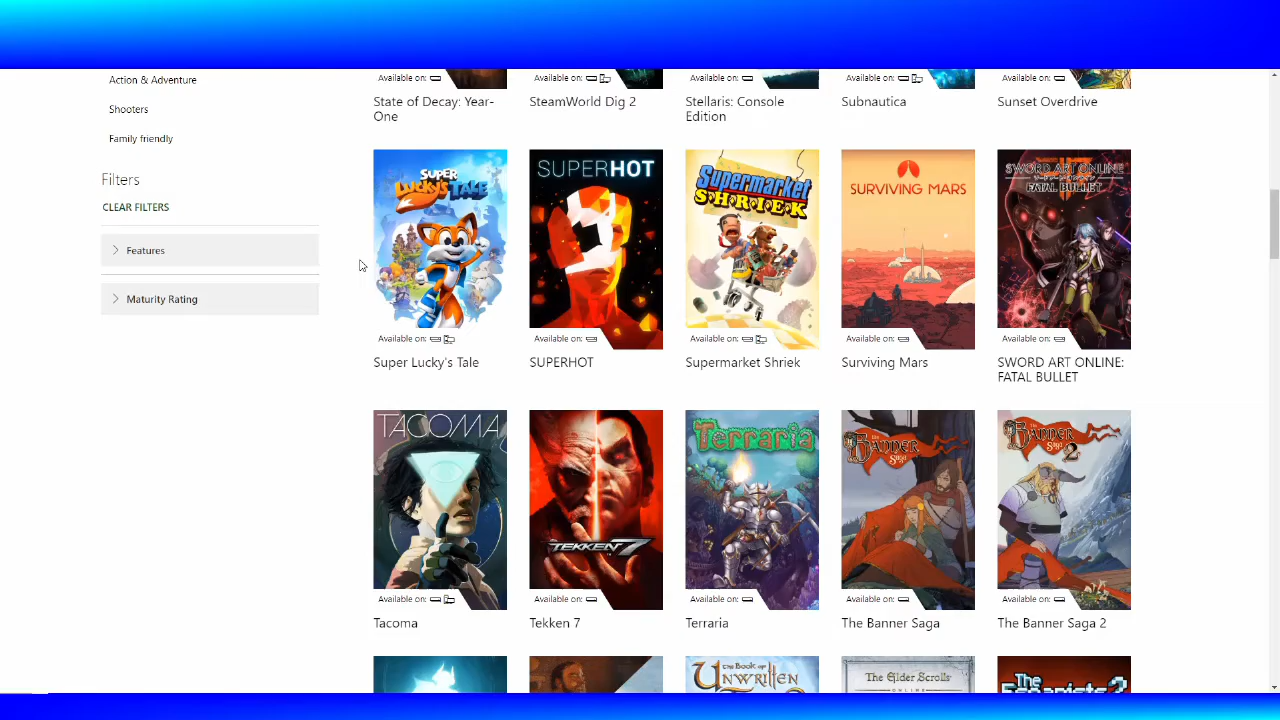 Action & Adventure
Shooters
Family friendly
Filters
CLEAR FILTERS
Features
Maturity Rating
Available on:
Available on:
Available on:
Available on:
Available on:
State of Decay: Year-
One
SteamWorld Dig 2
Stellaris: Console
Edition
Subnautica
Sunset Overdrive
SUPER
LUCKY'S TALE
SUPERHOT
Supermarket
SHRIEK
SURVIVING MARS
SWORD ART ONLINE
FATAL BULLET
Available on:
Available on:
Available on:
Available on:
Available on:
Super Lucky's Tale
SUPERHOT
Supermarket Shriek
Surviving Mars
SWORD ART ONLINE:
FATAL BULLET
TACOMA
TEKKEN 7
Terraria
THE
BANNER
SAGA
THE
BANNER
SAGA
2
Available on:
Available on:
Available on:
Available on:
Available on:
Tacoma
Tekken 7
Terraria
The Banner Saga
The Banner Saga 2
THE BOOK OF
UNWRITTEN
The Elder Scrolls
ONLINE
The
Escapists 2